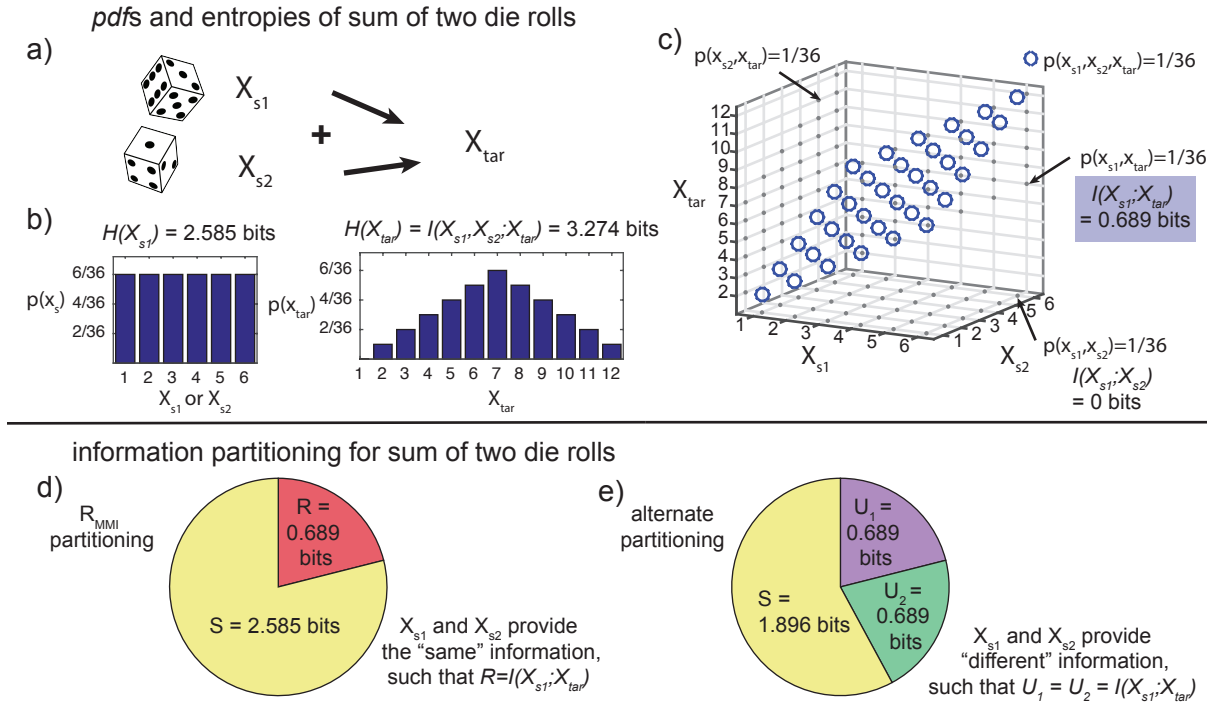 pdfs and entropies of sum of two die rolls
a)
X_s1
+
X_s2
X_tar
b)
H(X_s1) = 2.585 bits
6/36
p(x_s)
4/36
2/36
1 2 3 4 5 6
X_s1 or X_s2
H(X_tar) = I(X_s1,X_s2;X_tar) = 3.274 bits
6/36
p(x_tar)
4/36
2/36
1 2 3 4 5 6 7 8 9 10 11 12
X_tar
c)
p(x_s2,x_tar)=1/36
p(x_s1,x_s2,x_tar)=1/36
12
11
10
9
8
7
6
5
4
3
2
X_tar
p(x_s1,x_tar)=1/36
I(X_s1;X_tar)
= 0.689 bits
1 2 3 4 5 6
X_s1
1 2 3 4 5 6
X_s2
p(x_s1,x_s2)=1/36
I(X_s1;X_s2)
= 0 bits
information partitioning for sum of two die rolls
d)
R_MMI
partitioning
R =
0.689
bits
S = 2.585 bits
X_s1 and X_s2 provide
the “same” information,
such that R=I(X_s1;X_tar)
e)
alternate
partitioning
U_1 =
0.689
bits
U_2 =
0.689
bits
S =
1.896 bits
X_s1 and X_s2 provide
“different” information,
such that U_1 = U_2 = I(X_s1;X_tar)